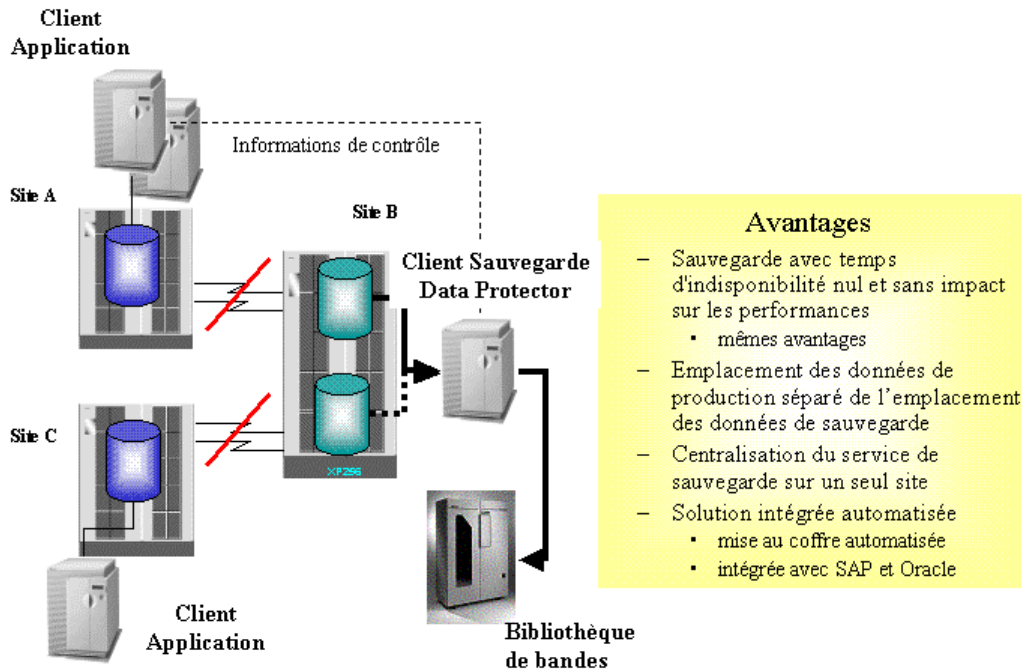 Client
Application
Informations de contrôle
Site A
Site B
Client Sauvegarde
Data Protector
Site C
XP256
Client
Application
Bibliothèque
de bandes
Avantages
– Sauvegarde avec temps
d'indisponibilité nul et sans impact
sur les performances
▪ mêmes avantages
– Emplacement des données de
production séparé de l’emplacement
des données de sauvegarde
– Centralisation du service de
sauvegarde sur un seul site
– Solution intégrée automatisée
▪ mise au coffre automatisée
▪ intégrée avec SAP et Oracle